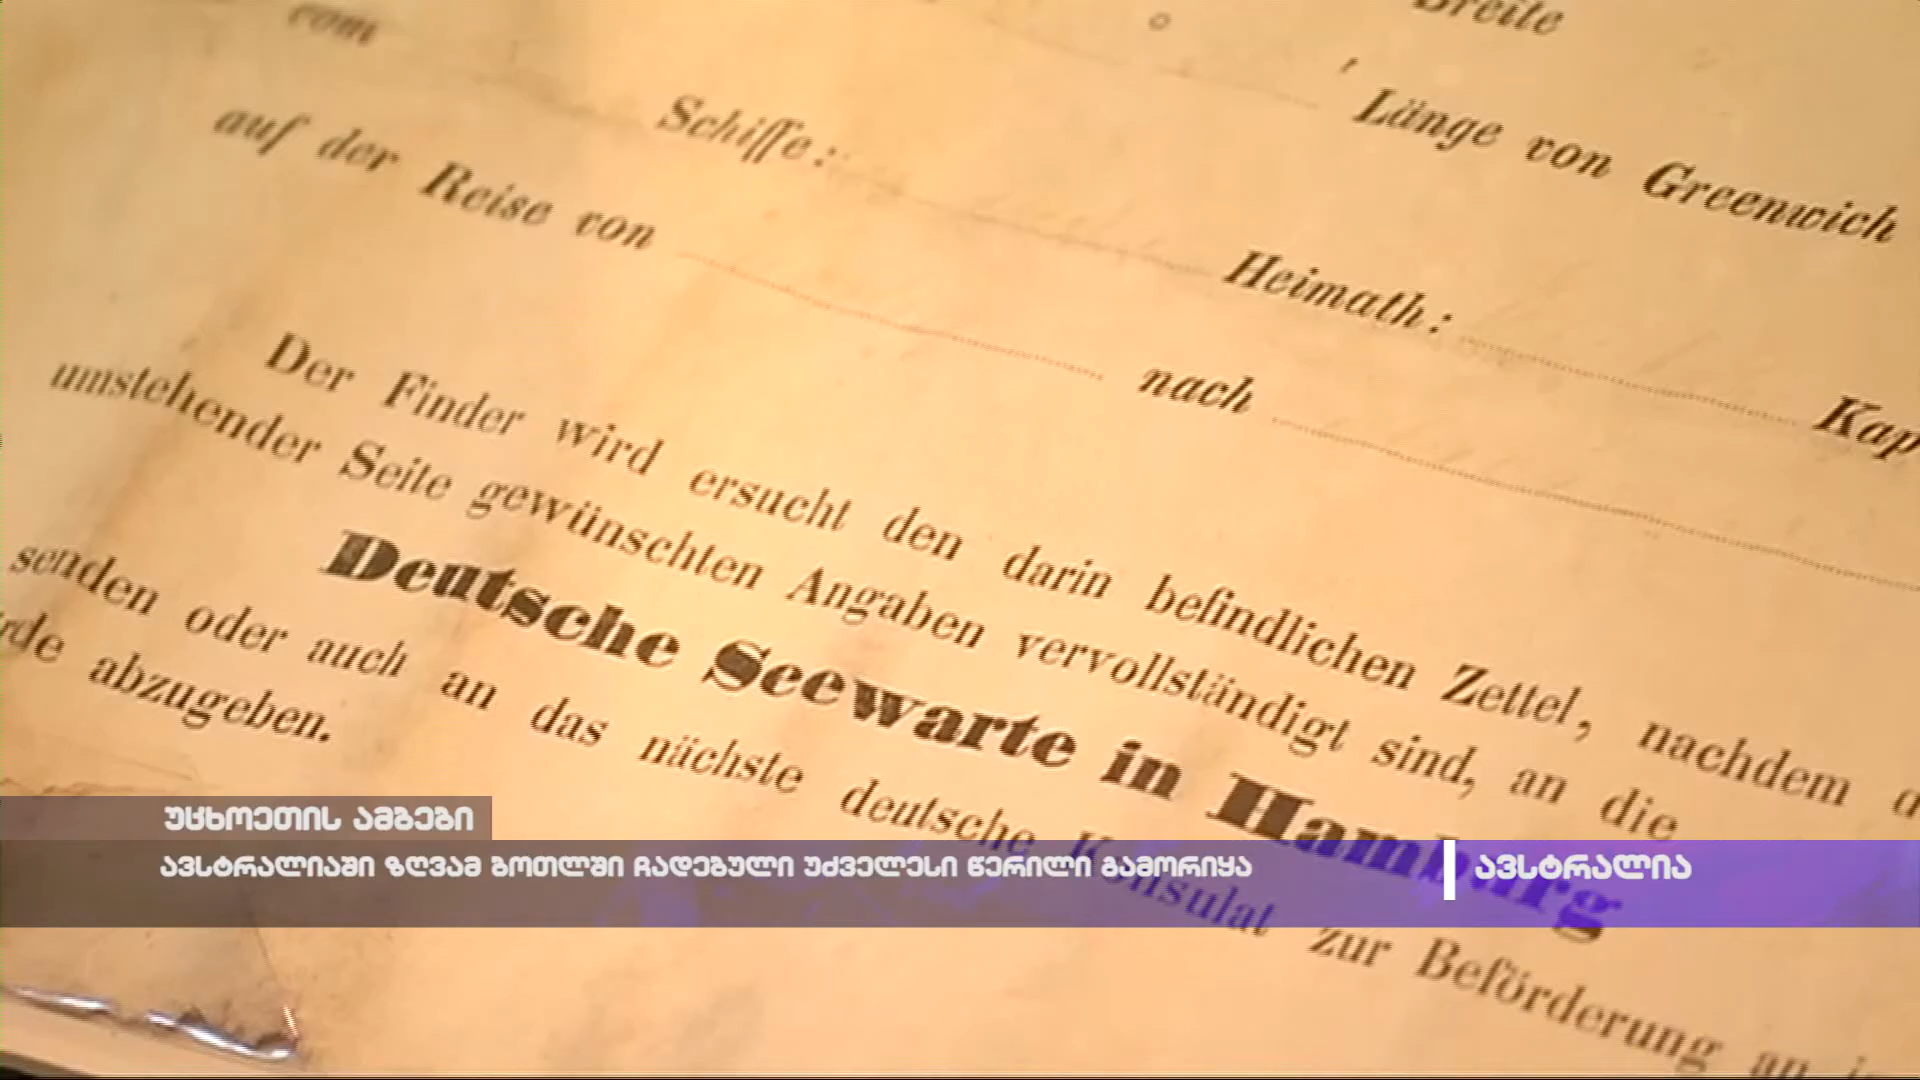 Breite
vom
Länge von Greenwich
Schiffe:
Heimath:
auf der Reise von
nach
Der Finder wird ersucht den darin befindlichen Zettel, nachdem
umstehender Seite gewünschten Angaben vervollständigt sind, an die
Deutsche Seewarte in Hamburg
senden oder auch an das nächste deutsche Konsulat zur Beförderung an
abzugeben.
უცხოეთის ამბები
ავსტრალიაში ზღვამ ბოთლში ჩადებული უძველესი წერილი გამორიყა
ავსტრალია